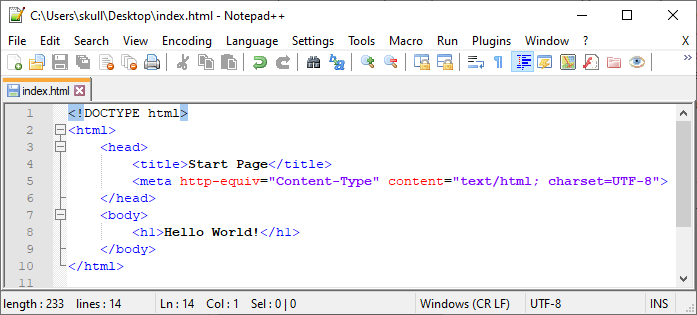 C:\Users\skull\Desktop\index.html - Notepad++
File Edit Search View Encoding Language Settings Tools Macro Run Plugins Window ? X
index.html
1 <!DOCTYPE html>
2 <html>
3 <head>
4 <title>Start Page</title>
5 <meta http-equiv="Content-Type" content="text/html; charset=UTF-8">
6 </head>
7 <body>
8 <h1>Hello World!</h1>
9 </body>
10 </html>
11
length : 233 lines : 14 Ln : 14 Col : 1 Sel : 0 | 0 Windows (CR LF) UTF-8 INS